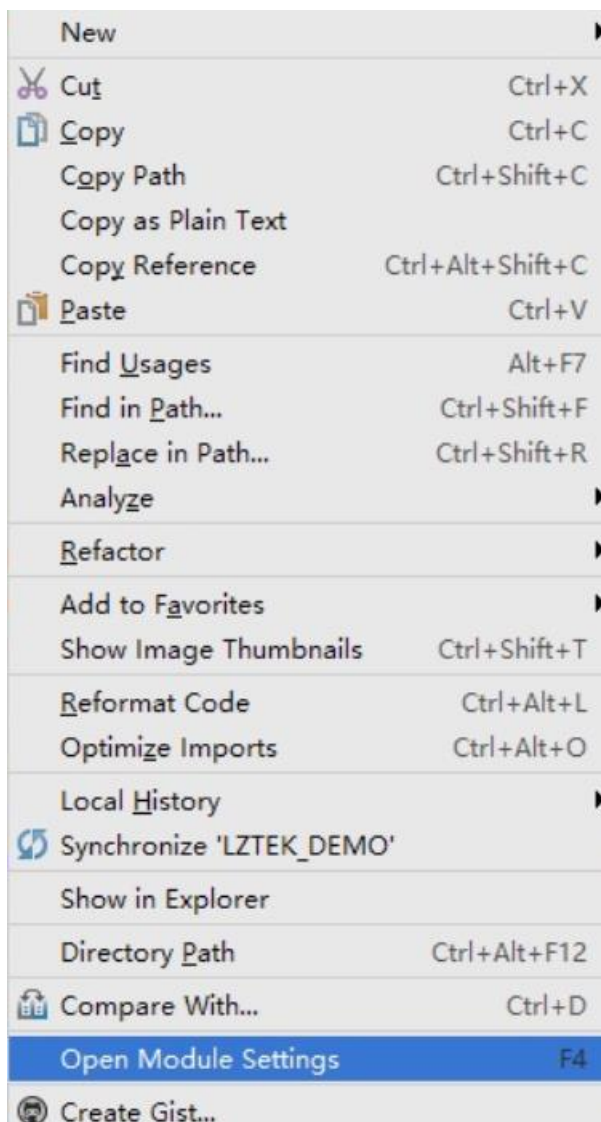 New
Cut Ctrl+X
Copy Ctrl+C
Copy Path Ctrl+Shift+C
Copy as Plain Text
Copy Reference Ctrl+Alt+Shift+C
Paste Ctrl+V
Find Usages Alt+F7
Find in Path... Ctrl+Shift+F
Replace in Path... Ctrl+Shift+R
Analyze
Refactor
Add to Favorites
Show Image Thumbnails Ctrl+Shift+T
Reformat Code Ctrl+Alt+L
Optimize Imports Ctrl+Alt+O
Local History
Synchronize 'LZTEK_DEMO'
Show in Explorer
Directory Path Ctrl+Alt+F12
Compare With... Ctrl+D
Open Module Settings F4
Create Gist...